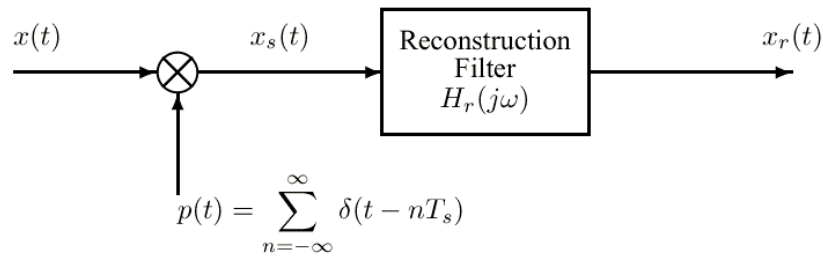 x(t)
x_s(t)
Reconstruction
Filter
H_r(jω)
x_r(t)
p(t) = ∑_{n=-∞}^{∞} δ(t − nT_s)